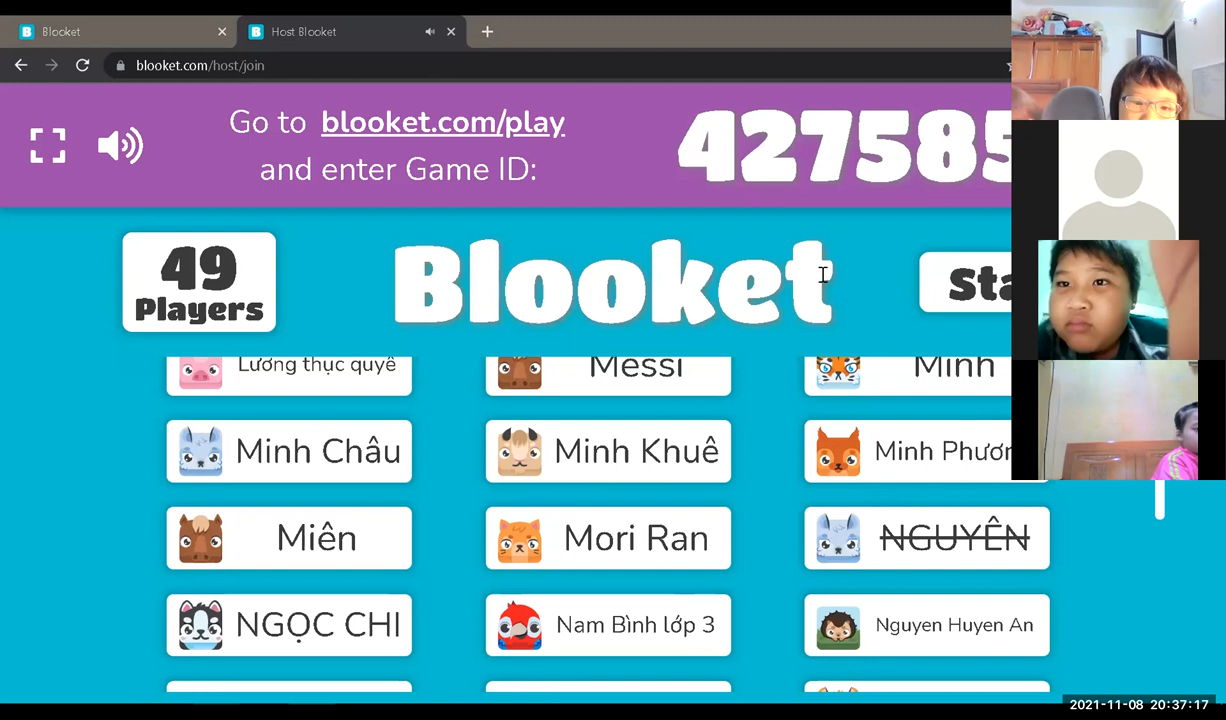 Blooket
Host Blooket
blooket.com/host/join
Go to blooket.com/play
and enter Game ID:
427585
49
Players
Blooket
Sta
Lương thục quyê
Messi
Minh
Minh Châu
Minh Khuê
Minh Phươn
Miên
Mori Ran
NGUYÊN
NGỌC CHI
Nam Bình lớp 3
Nguyen Huyen An
2021-11-08 20:37:17